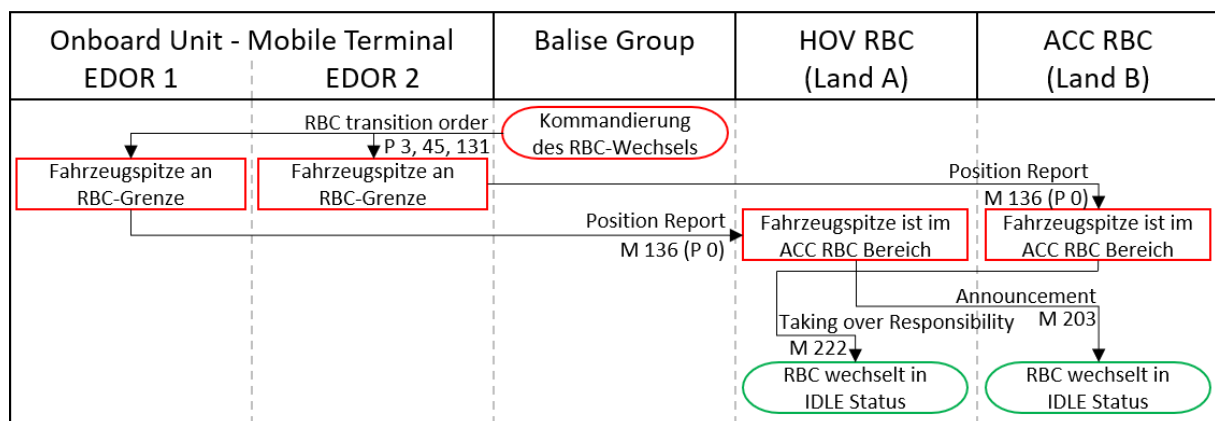 Onboard Unit - Mobile Terminal
EDOR 1
EDOR 2
Balise Group
HOV RBC
(Land A)
ACC RBC
(Land B)
RBC transition order
P 3, 45, 131
Kommandierung
des RBC-Wechsels
Fahrzeugspitze an
RBC-Grenze
Fahrzeugspitze an
RBC-Grenze
Position Report
M 136 (P 0)
Position Report
M 136 (P 0)
Fahrzeugspitze ist im
ACC RBC Bereich
Fahrzeugspitze ist im
ACC RBC Bereich
Announcement
M 203
Taking over Responsibility
M 222
RBC wechselt in
IDLE Status
RBC wechselt in
IDLE Status